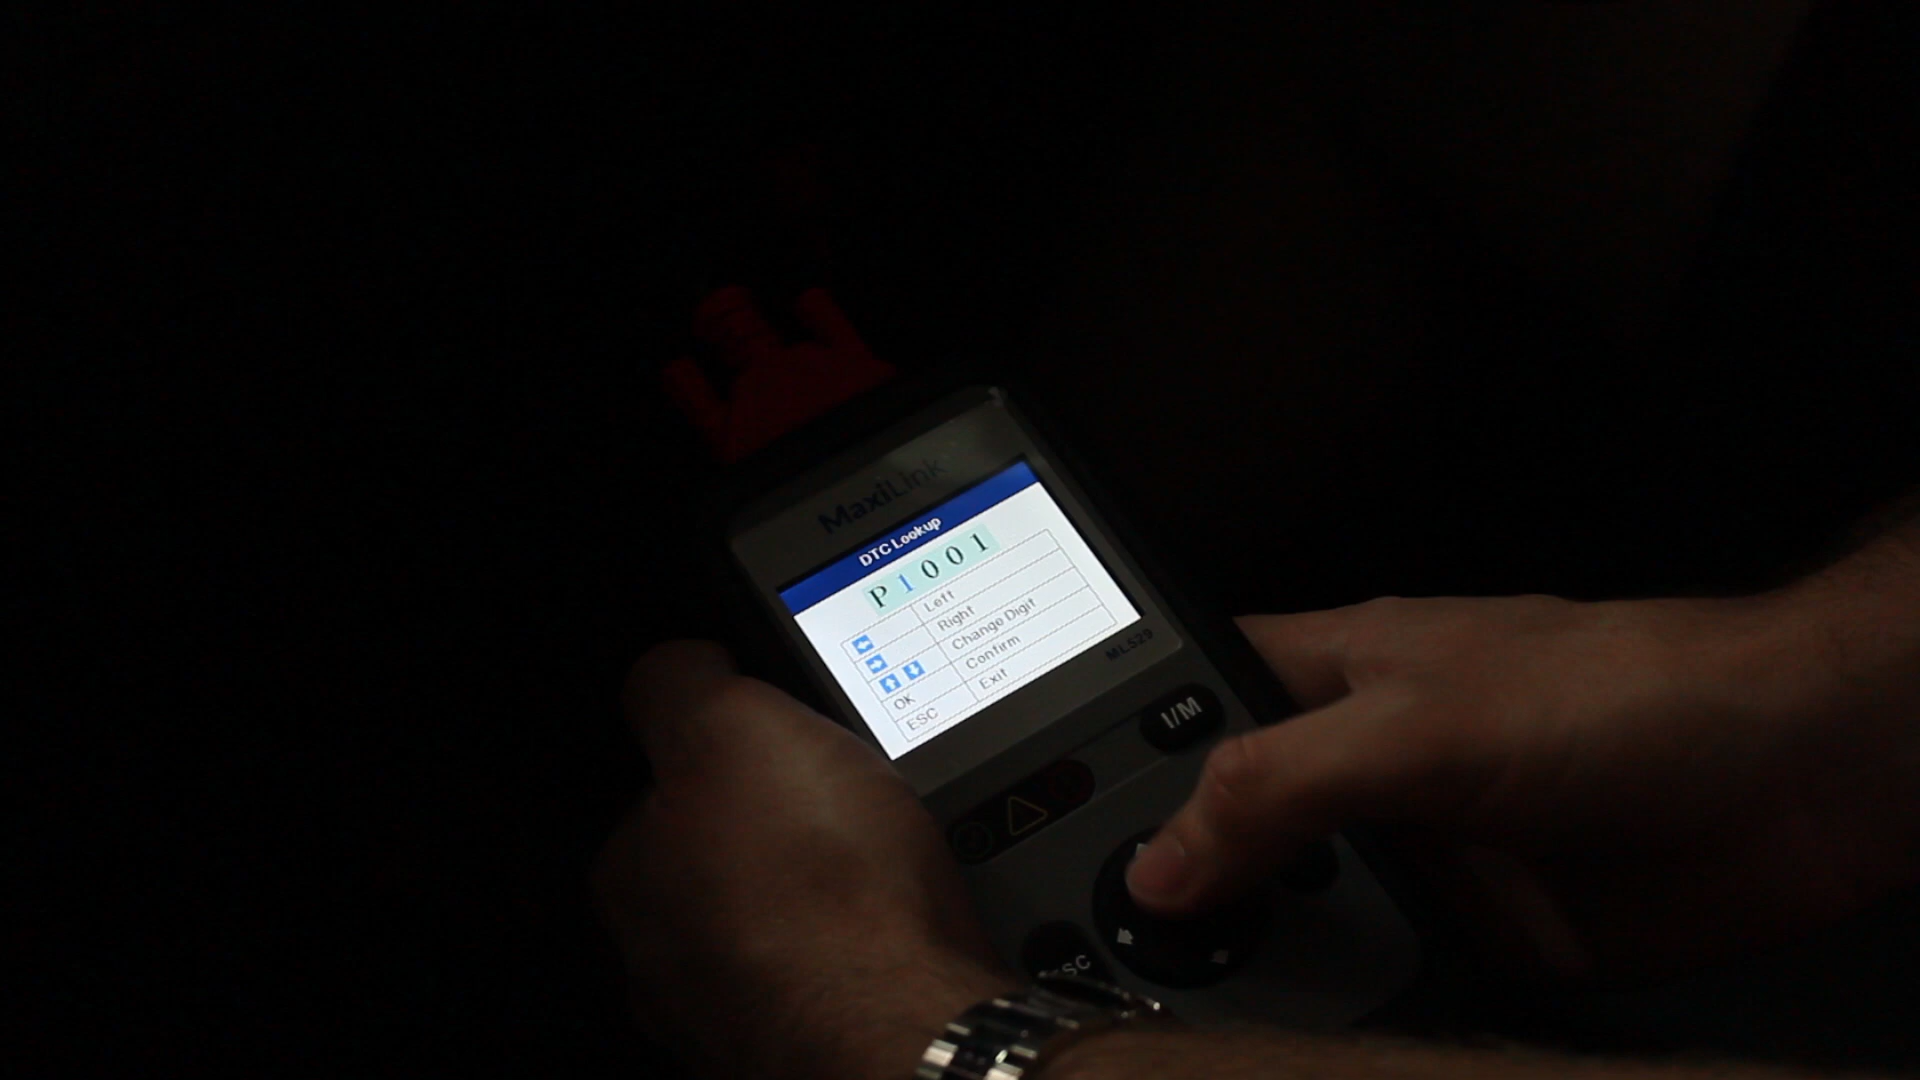 MaxiLink
DTC Lookup
P1001
Left
Right
Change Digit
OK Confirm
ESC Exit
ML529
I/M
ESC